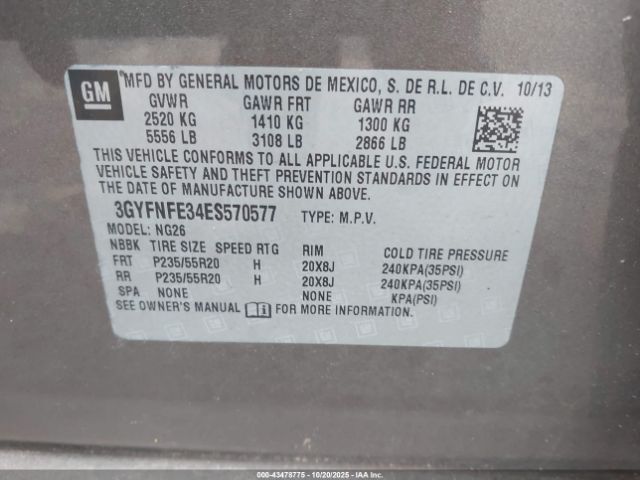 GM
MFD BY GENERAL MOTORS DE MEXICO, S. DE R.L. DE C.V. 10/13
GVWR GAWR FRT GAWR RR
2520 KG 1410 KG 1300 KG
5556 LB 3108 LB 2866 LB
THIS VEHICLE CONFORMS TO ALL APPLICABLE U.S. FEDERAL MOTOR
VEHICLE SAFETY AND THEFT PREVENTION STANDARDS IN EFFECT ON
THE DATE OF MANUFACTURE SHOWN ABOVE.
3GYFNFE34ES570577 TYPE: M.P.V.
MODEL: NG26
NBBK TIRE SIZE SPEED RTG RIM COLD TIRE PRESSURE
FRT P235/55R20 H 20X8J 240KPA(35PSI)
RR P235/55R20 H 20X8J 240KPA(35PSI)
SPA NONE NONE KPA(PSI)
SEE OWNER'S MANUAL FOR MORE INFORMATION.
000-43478775 - 10/20/2025 - IAA Inc.